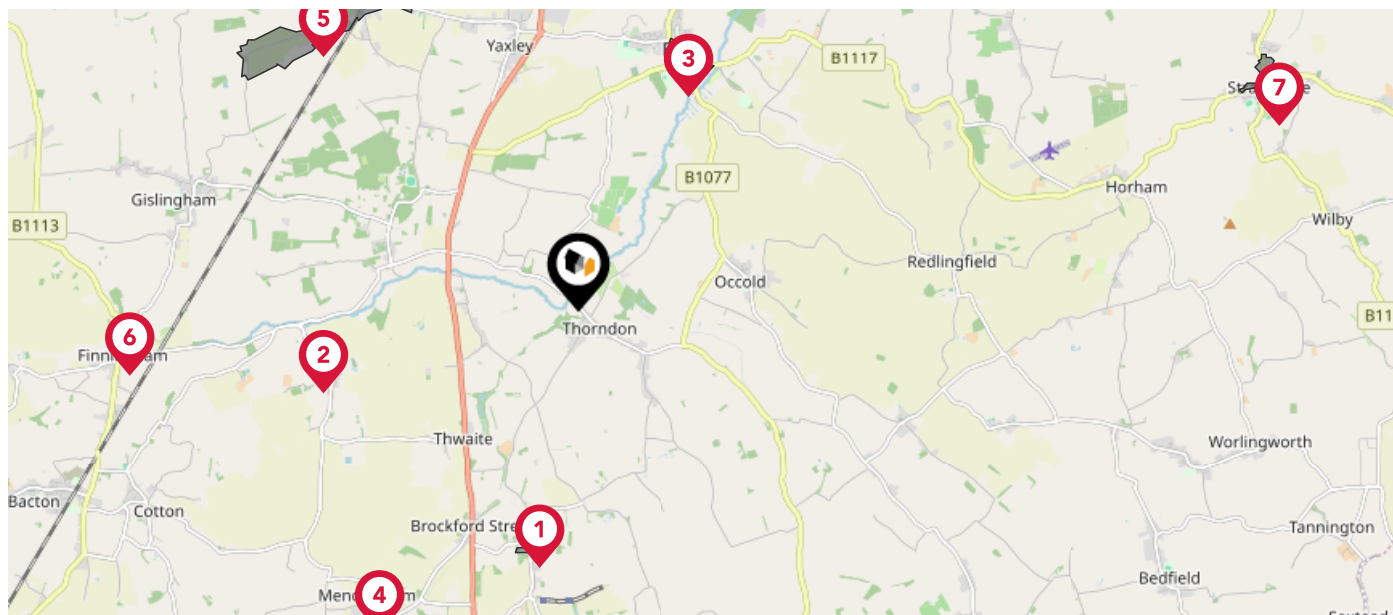 5
Yaxley
3
B1117
7
B1077
Gislingham
Horham
B1113
Wilby
Redlingfield
Occold
Thorndon
6
2
Thwaite
Worlingworth
Bacton
Cotton
Brockford
1
Tannington
4
Bedfield